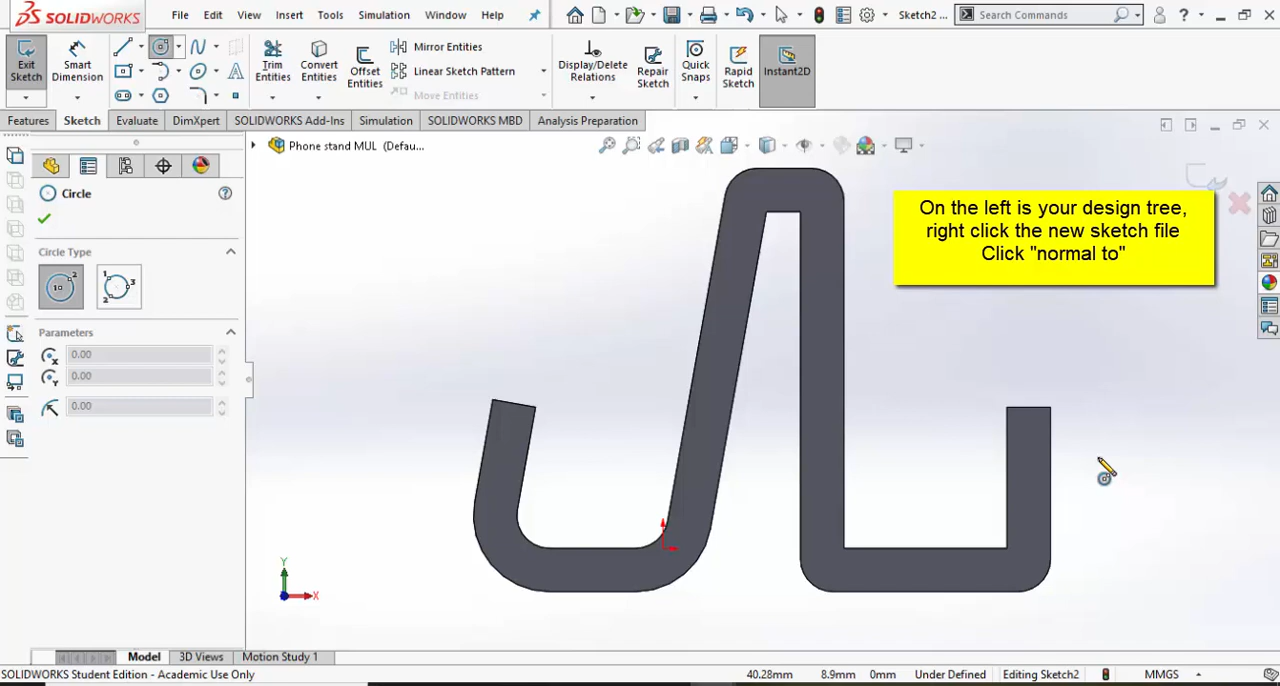 SOLIDWORKS File Edit View Insert Tools Simulation Window Help Sketch2 ... Search Commands ?
Exit Sketch
Smart Dimension
Trim Entities
Convert Entities
Offset Entities
Mirror Entities
Linear Sketch Pattern
Move Entities
Display/Delete Relations
Repair Sketch
Quick Snaps
Rapid Sketch
Instant2D
Features Sketch Evaluate DimXpert SOLIDWORKS Add-Ins Simulation SOLIDWORKS MBD Analysis Preparation
Phone stand MUL (Defau...
Circle
Circle Type
Parameters
0.00
0.00
0.00
On the left is your design tree,
right click the new sketch file
Click "normal to"
Y
X
Model 3D Views Motion Study 1
SOLIDWORKS Student Edition - Academic Use Only 40.28mm 8.9mm 0mm Under Defined Editing Sketch2 MMGS